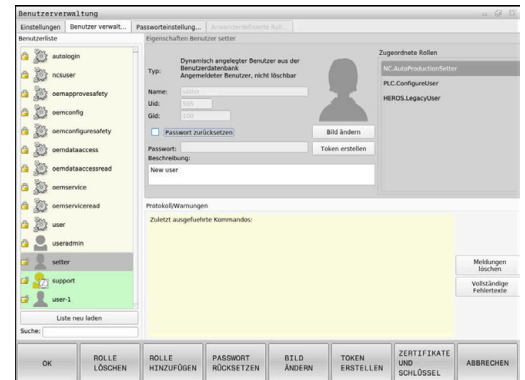 Benutzerverwaltung
Einstellungen Benutzer verwalt... Passworteinstellung...
Benutzerliste
autologin
ncsuser
oemapprovesafety
oemconfig
oemconfiguresafety
oemdataaccess
oemdataaccessread
oemservice
oemserviceread
user
useradmin
setter
support
user-1
Liste neu laden
Suche:
Eigenschaften Benutzer setter
Typ: Dynamisch angelegter Benutzer aus der
Benutzerdatenbank
Angemeldeter Benutzer, nicht löschbar
Name: setter
Uid: 505
Gid: 100
Passwort zurücksetzen
Bild ändern
Passwort:
Token erstellen
Beschreibung:
New user
Zugeordnete Rollen
NC.AutoProductionSetter
PLC.ConfigureUser
HEROS.LegacyUser
Protokoll/Warnungen
Zuletzt ausgefuehrte Kommandos:
Meldungen
löschen
Vollständige
Fehlertexte
OK
ROLLE
LÖSCHEN
ROLLE
HINZUFÜGEN
PASSWORT
RÜCKSETZEN
BILD
ÄNDERN
TOKEN
ERSTELLEN
ZERTIFIKATE
UND
SCHLÜSSEL
ABBRECHEN